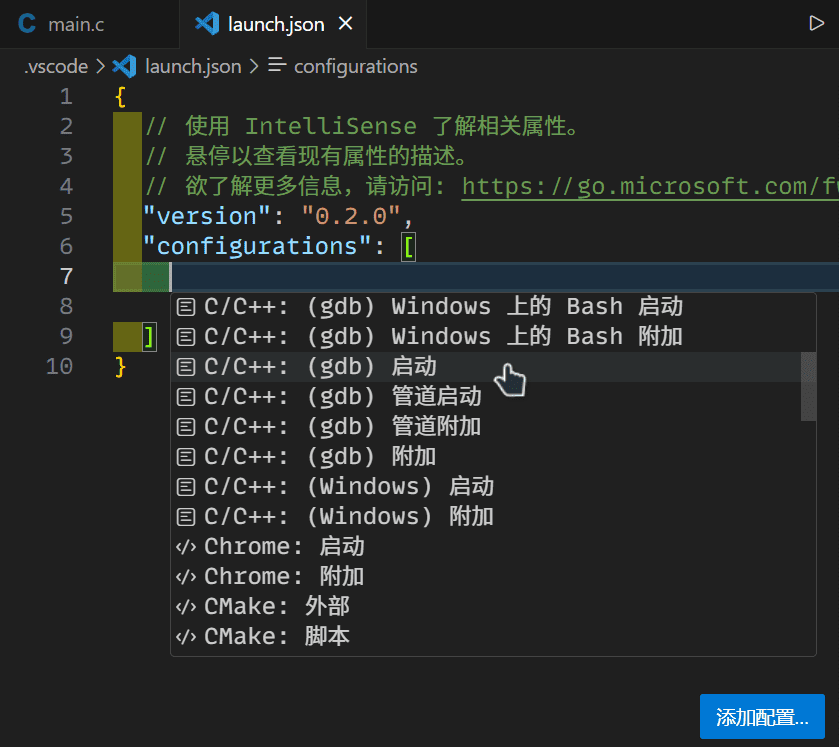 C main.c launch.json ×
.vscode > launch.json > configurations
1 {
2 // 使用 IntelliSense 了解相关属性。
3 // 悬停以查看现有属性的描述。
4 // 欲了解更多信息，请访问: https://go.microsoft.com/f
5 "version": "0.2.0",
6 "configurations": [
7
8 C/C++: (gdb) Windows 上的 Bash 启动
9 ] C/C++: (gdb) Windows 上的 Bash 附加
10 } C/C++: (gdb) 启动
C/C++: (gdb) 管道启动
C/C++: (gdb) 管道附加
C/C++: (gdb) 附加
C/C++: (Windows) 启动
C/C++: (Windows) 附加
Chrome: 启动
Chrome: 附加
CMake: 外部
CMake: 脚本
添加配置...